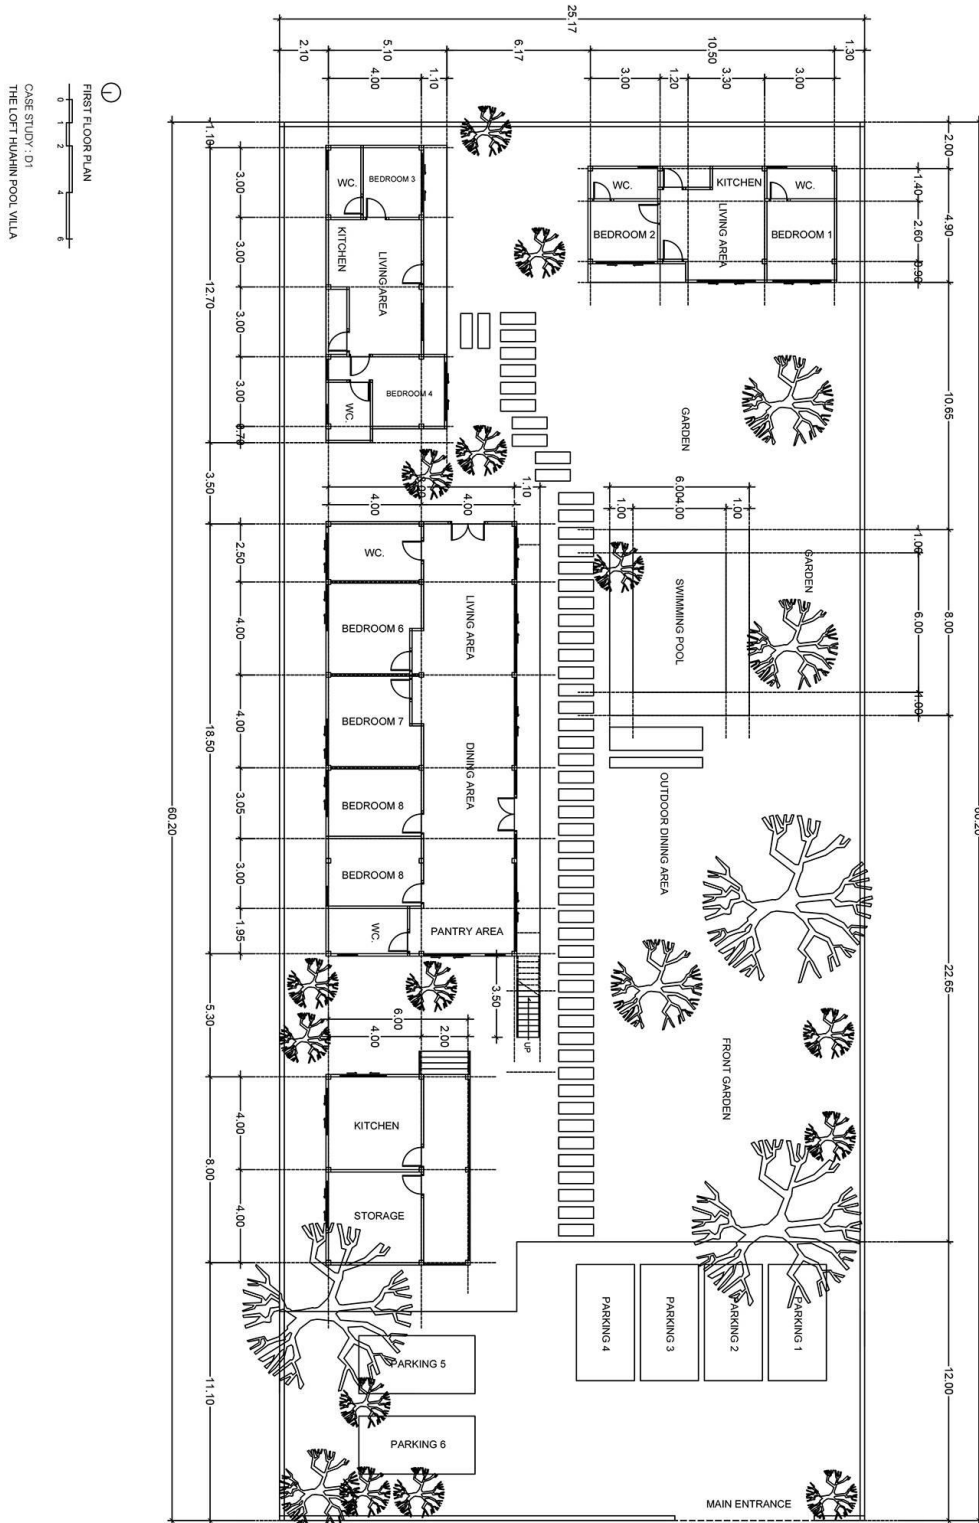 25.17
2.10
5.10
6.17
10.50
1.30
4.00
1.10
3.00
1.20
3.30
3.00
FIRST FLOOR PLAN
0 1 2 4 6
CASE STUDY : D1
THE LOFT HUAHIN POOL VILLA
60.20
1.19
12.70
3.50
18.50
5.30
8.00
11.10
3.00
3.00
3.00
3.00
0.70
2.50
4.00
4.00
3.05
3.00
1.95
4.00
4.00
2.00
4.90
10.65
8.00
22.65
12.00
1.40
2.60
0.90
WC.
BEDROOM 3
KITCHEN
LIVING AREA
WC.
BEDROOM 4
WC.
KITCHEN
WC.
BEDROOM 2
LIVING AREA
BEDROOM 1
GARDEN
1.10
4.00
4.00
6.00
4.00
1.00
1.00
1.06
6.00
1.00
GARDEN
SWIMMING POOL
WC.
BEDROOM 6
LIVING AREA
BEDROOM 7
DINING AREA
BEDROOM 8
BEDROOM 8
WC.
PANTRY AREA
OUTDOOR DINING AREA
3.50
UP
6.00
4.00
2.00
FRONT GARDEN
KITCHEN
STORAGE
PARKING 4
PARKING 3
PARKING 2
PARKING 1
PARKING 5
PARKING 6
MAIN ENTRANCE